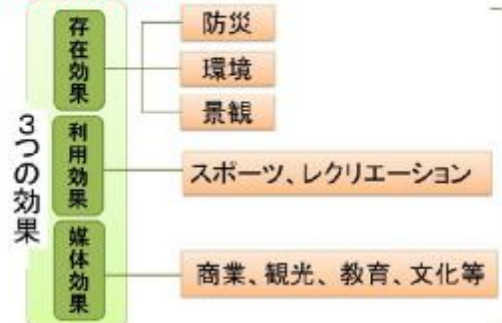 3つの効果
存在効果
防災
環境
景観
利用効果
スポーツ、レクリエーション
媒体効果
商業、観光、教育、文化等